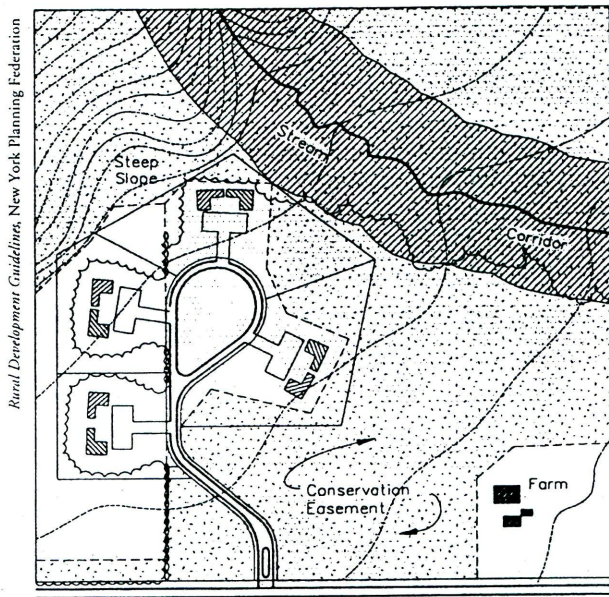 Rural Development Guidelines, New York Planning Federation
Steep
Slope
Stream
Corridor
Conservation
Easement
Farm